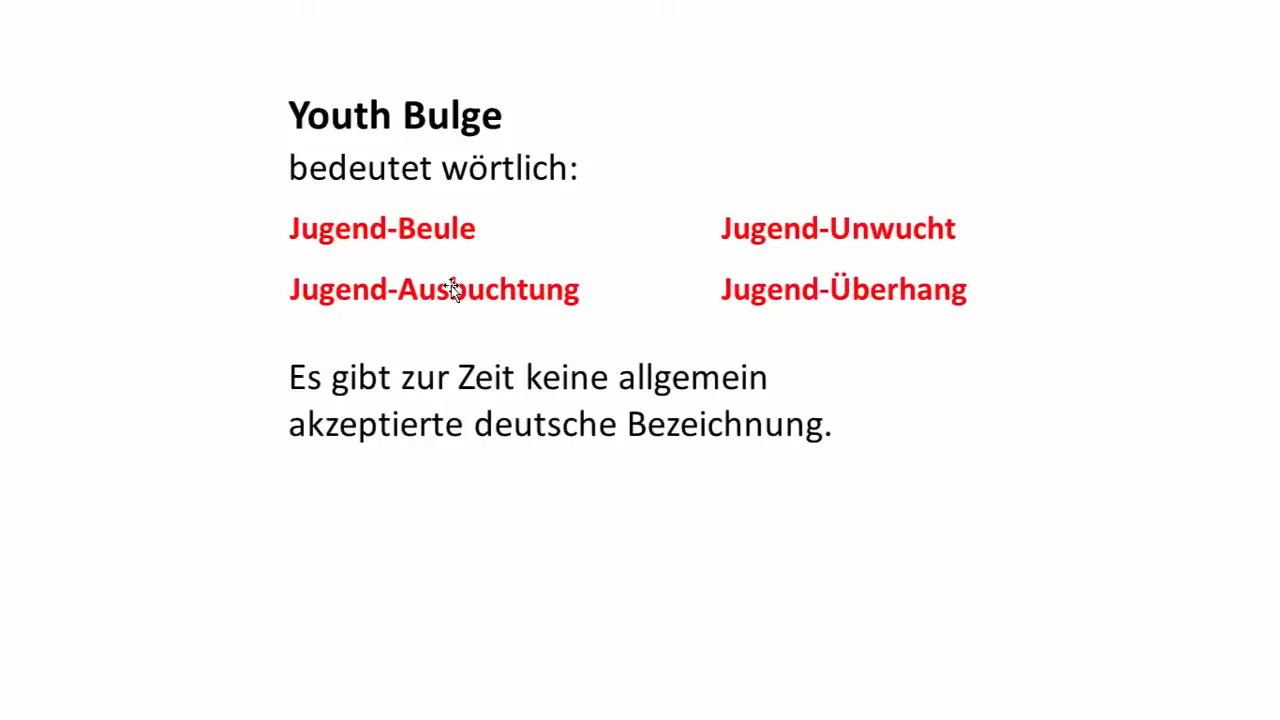 Youth Bulge
bedeutet wörtlich:
Jugend-Beule Jugend-Unwucht
Jugend-Ausbuchtung Jugend-Überhang
Es gibt zur Zeit keine allgemein
akzeptierte deutsche Bezeichnung.